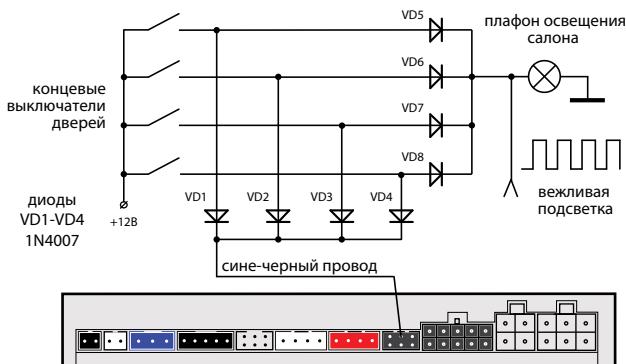 VD5
плафон освещения
салона
VD6
концевые
выключатели
дверей
VD7
VD8
диоды
VD1-VD4
1N4007
+12В
VD1
VD2
VD3
VD4
вежливая
подсветка
сине-черный провод